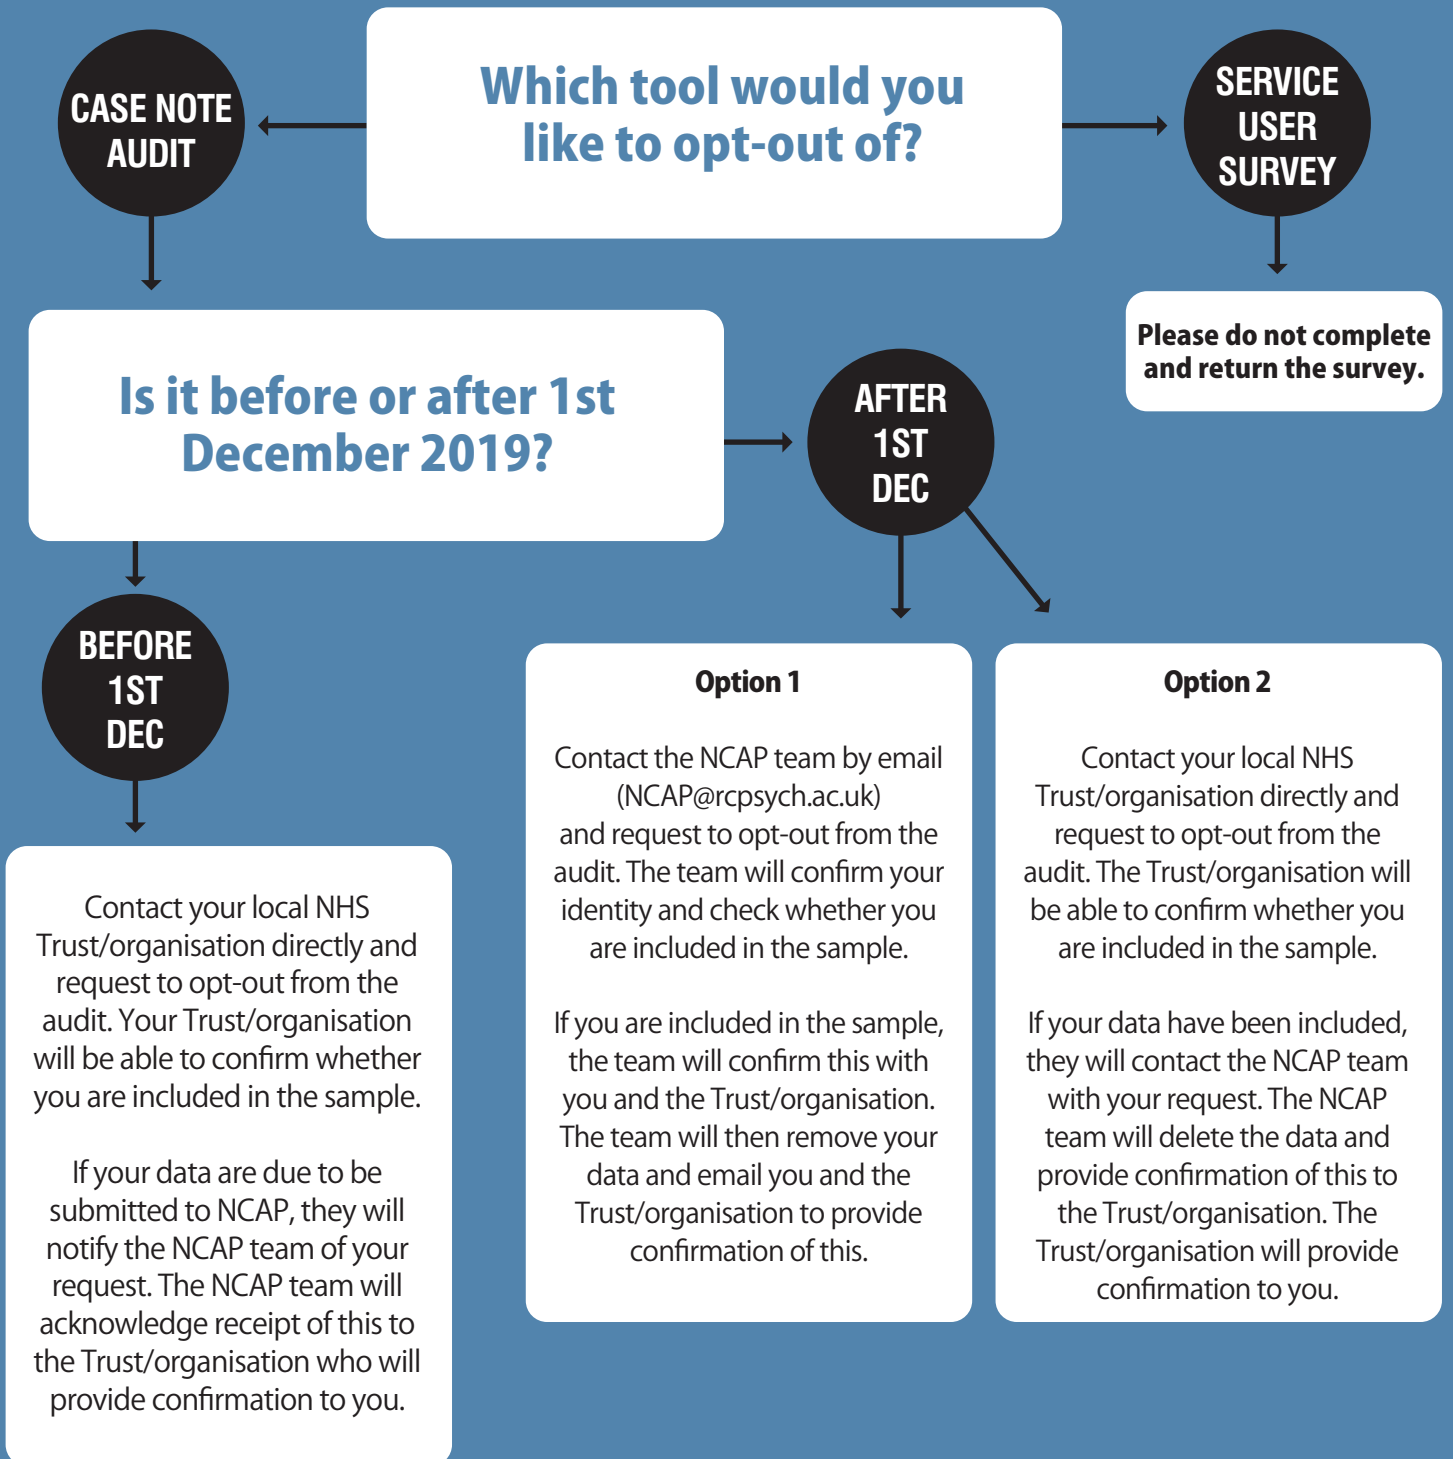 Which tool would you
like to opt-out of?
CASE NOTE
AUDIT
SERVICE
USER
SURVEY
Please do not complete
and return the survey.
Is it before or after 1st
December 2019?
AFTER
1ST
DEC
BEFORE
1ST
DEC
Contact your local NHS
Trust/organisation directly and
request to opt-out from the
audit. Your Trust/organisation
will be able to confirm whether
you are included in the sample.
If your data are due to be
submitted to NCAP, they will
notify the NCAP team of your
request. The NCAP team will
acknowledge receipt of this to
the Trust/organisation who will
provide confirmation to you.
Option 1
Contact the NCAP team by email
(NCAP@rcpsych.ac.uk)
and request to opt-out from the
audit. The team will confirm your
identity and check whether you
are included in the sample.
If you are included in the sample,
the team will confirm this with
you and the Trust/organisation.
The team will then remove your
data and email you and the
Trust/organisation to provide
confirmation of this.
Option 2
Contact your local NHS
Trust/organisation directly and
request to opt-out from the
audit. The Trust/organisation will
be able to confirm whether you
are included in the sample.
If your data have been included,
they will contact the NCAP team
with your request. The NCAP
team will delete the data and
provide confirmation of this to
the Trust/organisation. The
Trust/organisation will provide
confirmation to you.